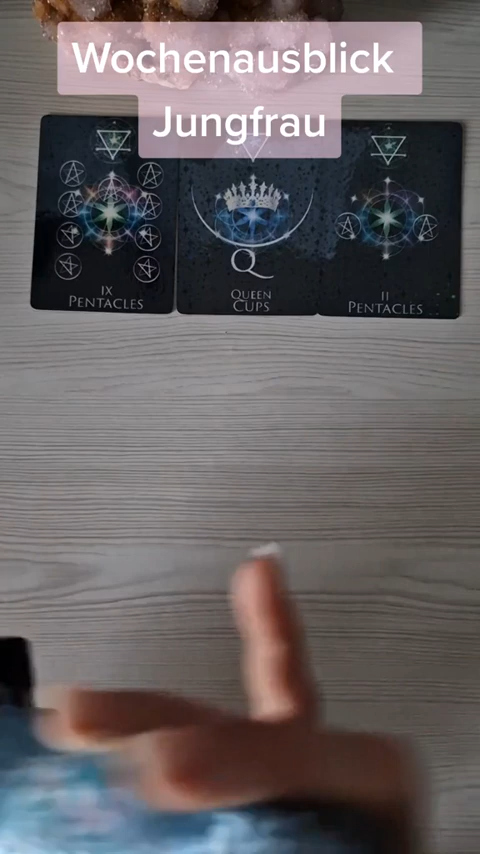 Wochenausblick
Jungfrau
IX
PENTACLES
Q
QUEEN
CUPS
II
PENTACLES